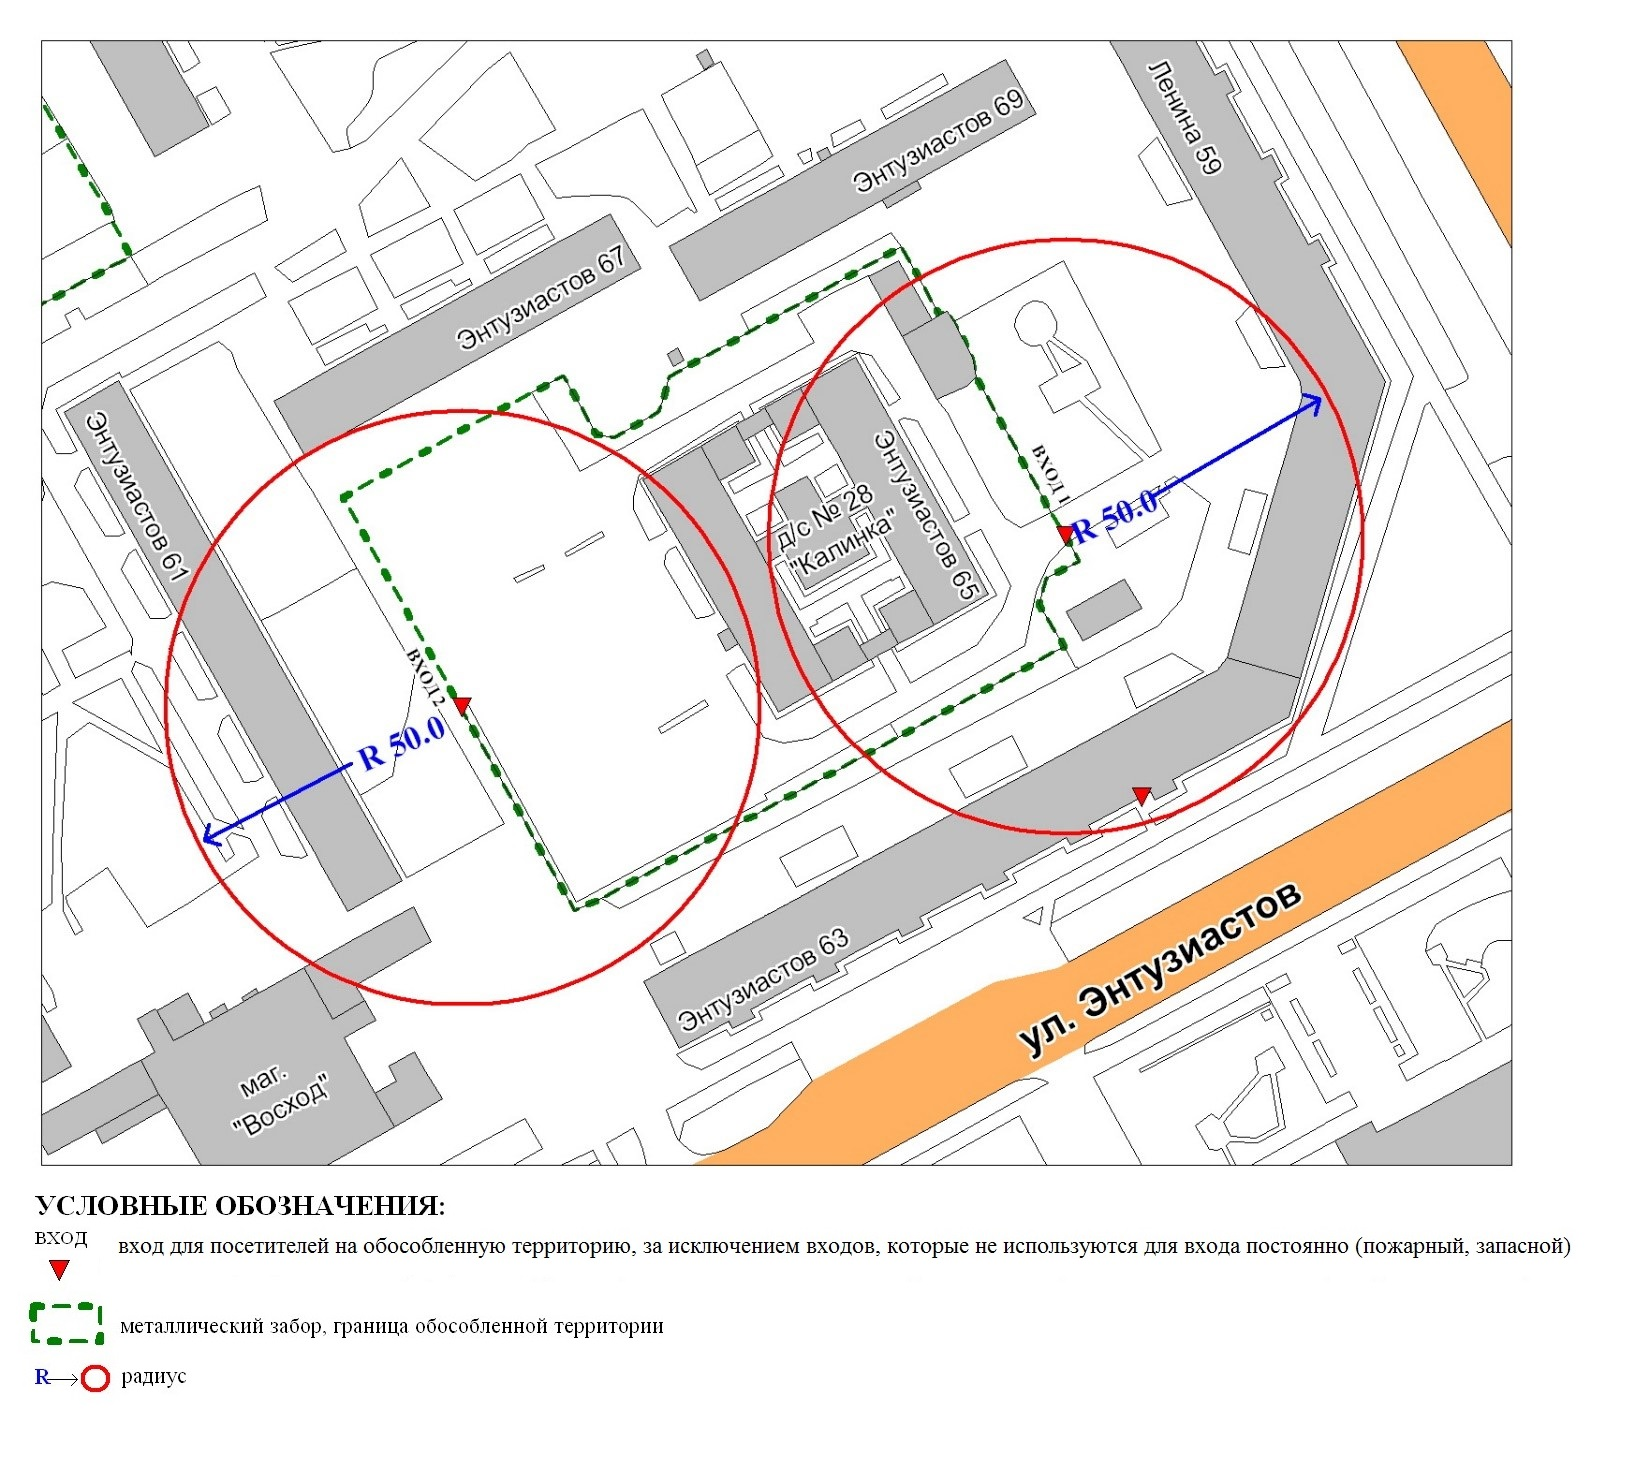 Ленина 59
Энтузиастов 69
Энтузиастов 67
Энтузиастов 61
ВХОД 1
R 50.0
Энтузиастов 65
д/с № 28
"Калинка"
ВХОД 2
R 50.0
Энтузиастов 63
ул. Энтузиастов
маг.
"Восход"
УСЛОВНЫЕ ОБОЗНАЧЕНИЯ:
ВХОД
вход для посетителей на обособленную территорию, за исключением входов, которые не используются для входа постоянно (пожарный, запасной)
металлический забор, граница обособленной территории
R
радиус